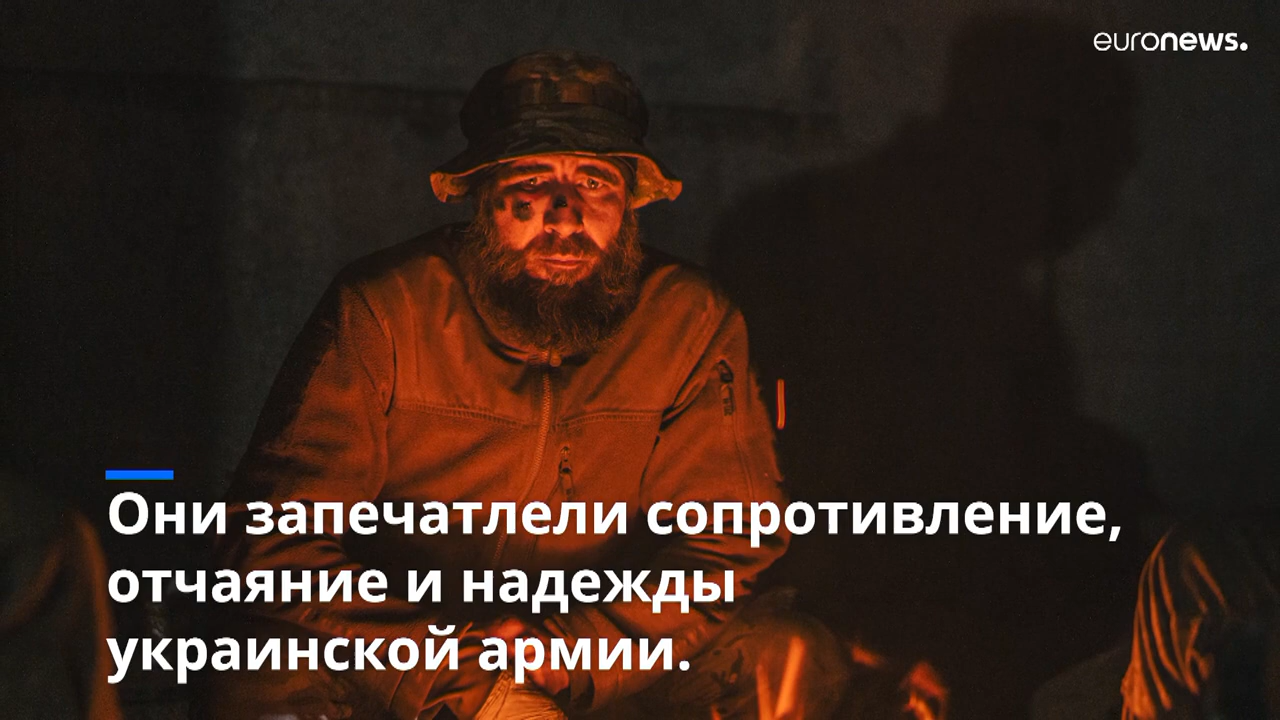 euronews.
Они запечатлели сопротивление,
отчаяние и надежды
украинской армии.